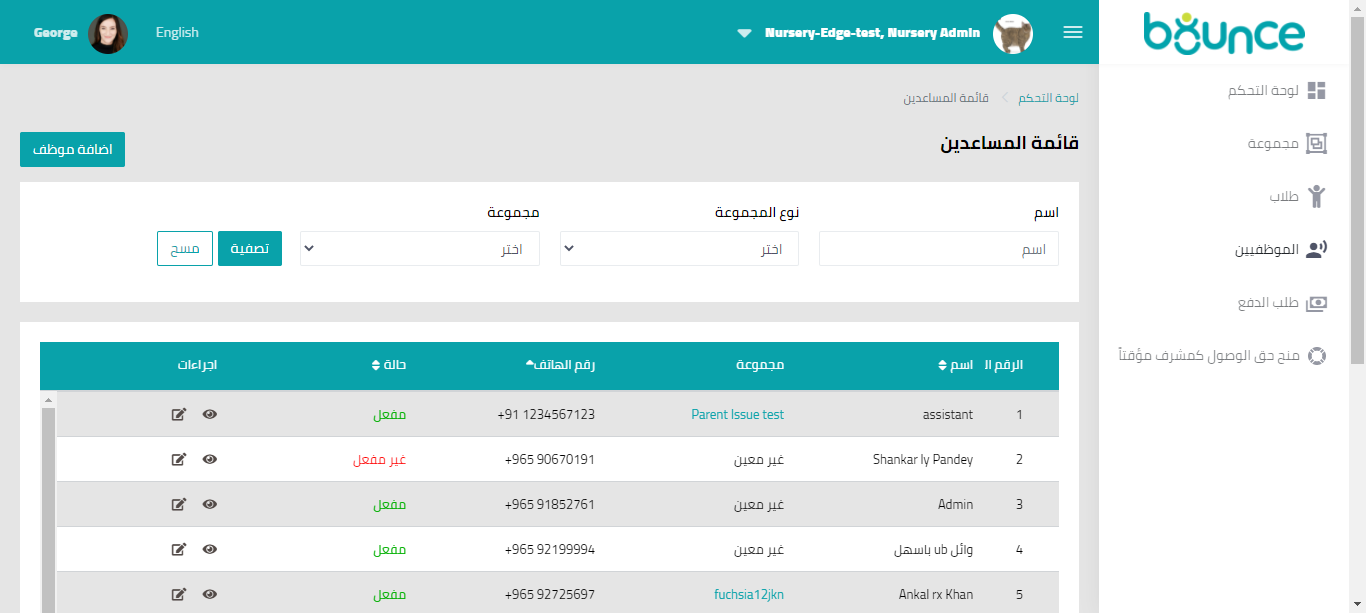 bounce
Nursery-Edge-test, Nursery Admin
English
George
لوحة التحكم
مجموعة
طلاب
الموظفيين
طلب الدفع
منح حق الوصول كمشرف مؤقتاً
لوحة التحكم قائمة المساعدين
قائمة المساعدين
اضافة موظف
اسم نوع المجموعة مجموعة
اسم اختر اختر تصفية مسح
الرقم ال اسم مجموعة رقم الهاتف حالة اجراءات
1 assistant Parent Issue test +91 1234567123 مفعل
2 Shankar ly Pandey غير معين +965 90670191 غير مفعل
3 Admin غير معين +965 91852761 مفعل
4 وائل ub باسهل غير معين +965 92199994 مفعل
5 Ankal rx Khan fuchsia12jkn +965 92725697 مفعل